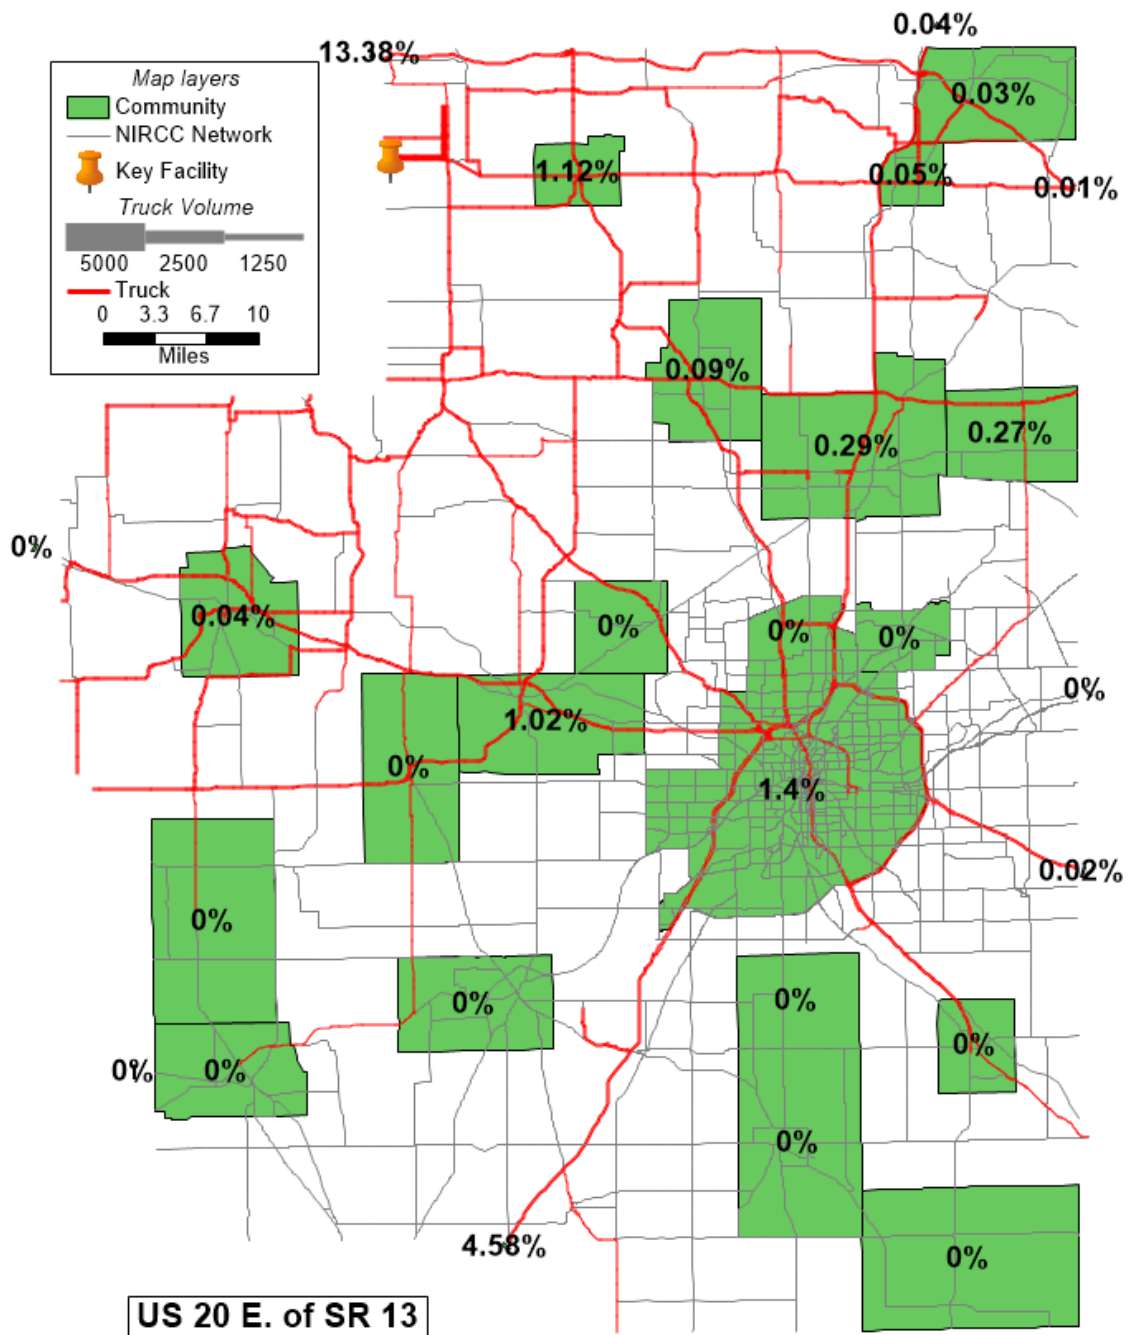 0.04%
13.38%
Map layers
Community
NIRCC Network
Key Facility
Truck Volume
5000 2500 1250
Truck
0 3.3 6.7 10
Miles
0.03%
1.12%
0.05%
0.01%
0.09%
0.29%
0.27%
0%
0.04%
0%
0%
0%
0%
1.02%
0%
1.4%
0.02%
0%
0%
0%
0%
0%
0%
0%
4.58%
0%
US 20 E. of SR 13